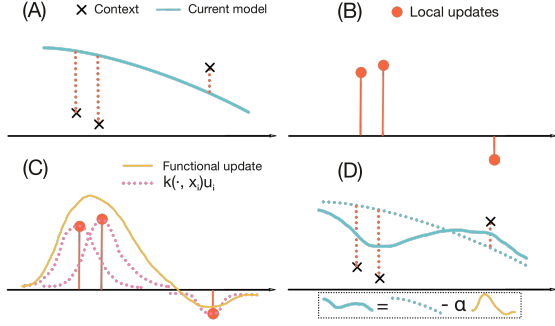 (A)
× Context
Current model
(B)
Local updates
(C)
Functional update
k(·, xᵢ)uᵢ
(D)
= - α